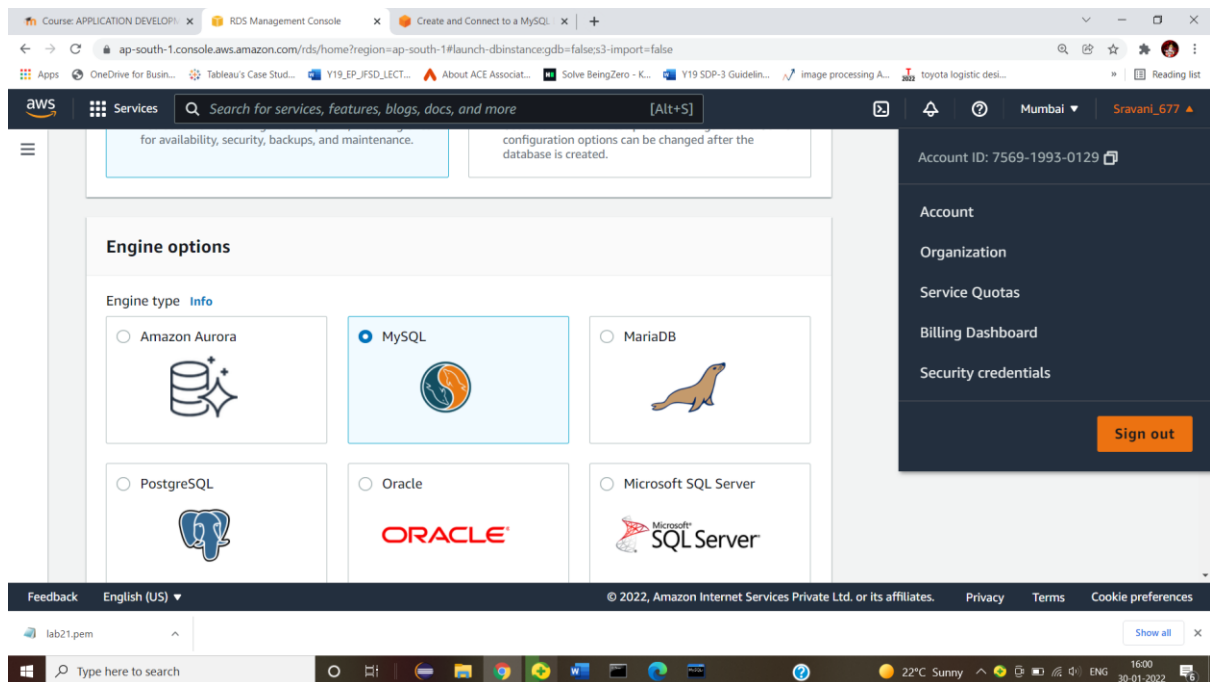 Course: APPLICATION DEVELOPM
RDS Management Console
Create and Connect to a MySQL
ap-south-1.console.aws.amazon.com/rds/home?region=ap-south-1#launch-dbinstance:gdb=false;s3-import=false
Apps
OneDrive for Busin...
Tableau's Case Stud...
Y19_EP_JFSD_LECT...
About ACE Associat...
Solve BeingZero - K...
Y19 SDP-3 Guidelin...
image processing A...
toyota logistic desi...
»
Reading list
aws
Services
Search for services, features, blogs, docs, and more
[Alt+S]
Mumbai ▼
Sravani_677 ▲
for availability, security, backups, and maintenance.
configuration options can be changed after the
database is created.
Account ID: 7569-1993-0129
Account
Organization
Service Quotas
Billing Dashboard
Security credentials
Sign out
Engine options
Engine type Info
Amazon Aurora
MySQL
MariaDB
PostgreSQL
Oracle
Microsoft SQL Server
ORACLE
Microsoft
SQL Server
Feedback
English (US) ▼
© 2022, Amazon Internet Services Private Ltd. or its affiliates.
Privacy
Terms
Cookie preferences
lab21.pem
Show all
Type here to search
22°C Sunny
ENG
16:00
30-01-2022
6